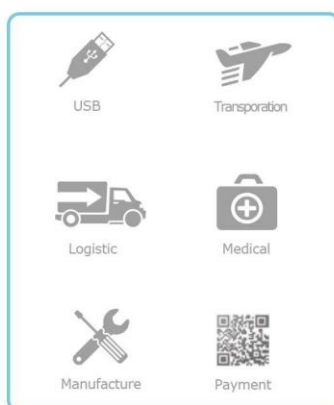 USB
Transporation
Logistic
Medical
Manufacture
Payment